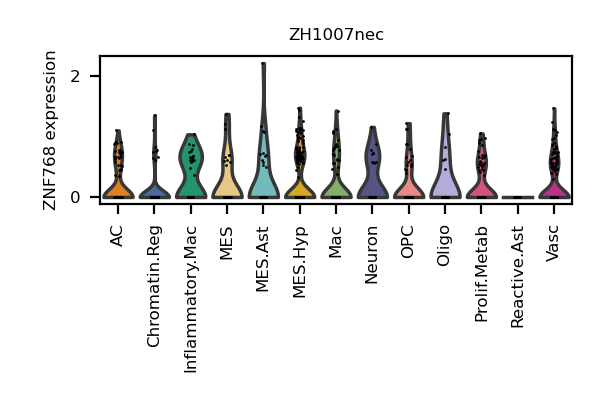 ZH1007nec
ZNF768 expression
2
0
AC
Chromatin.Reg
Inflammatory.Mac
MES
MES.Ast
MES.Hyp
Mac
Neuron
OPC
Oligo
Prolif.Metab
Reactive.Ast
Vasc